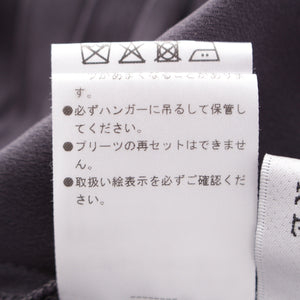 す。
●必ずハンガーに吊るして保管し
てください。
●プリーツの再セットはできませ
ん。
●取扱い絵表示を必ずご確認くだ
さい。